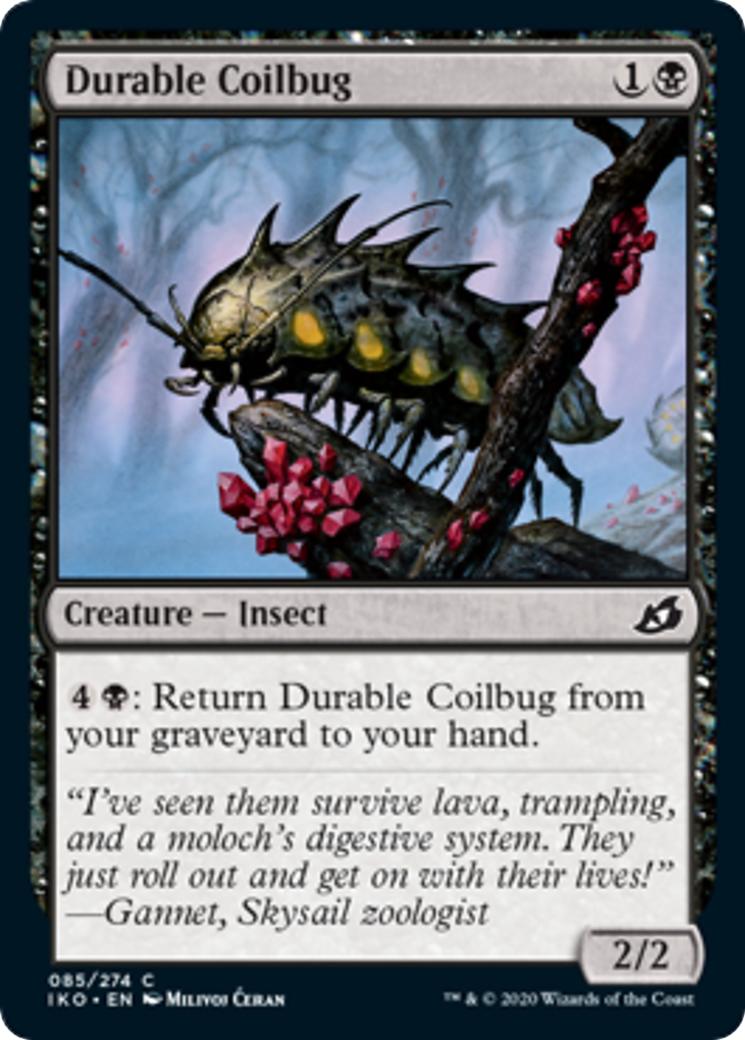 Durable Coilbug 1
Creature — Insect
4: Return Durable Coilbug from
your graveyard to your hand.
“I’ve seen them survive lava, trampling,
and a moloch’s digestive system. They
just roll out and get on with their lives!”
—Gannet, Skysail zoologist
2/2
085/274 C
IKO • EN Milivoj Ćeran
™ & © 2020 Wizards of the Coast